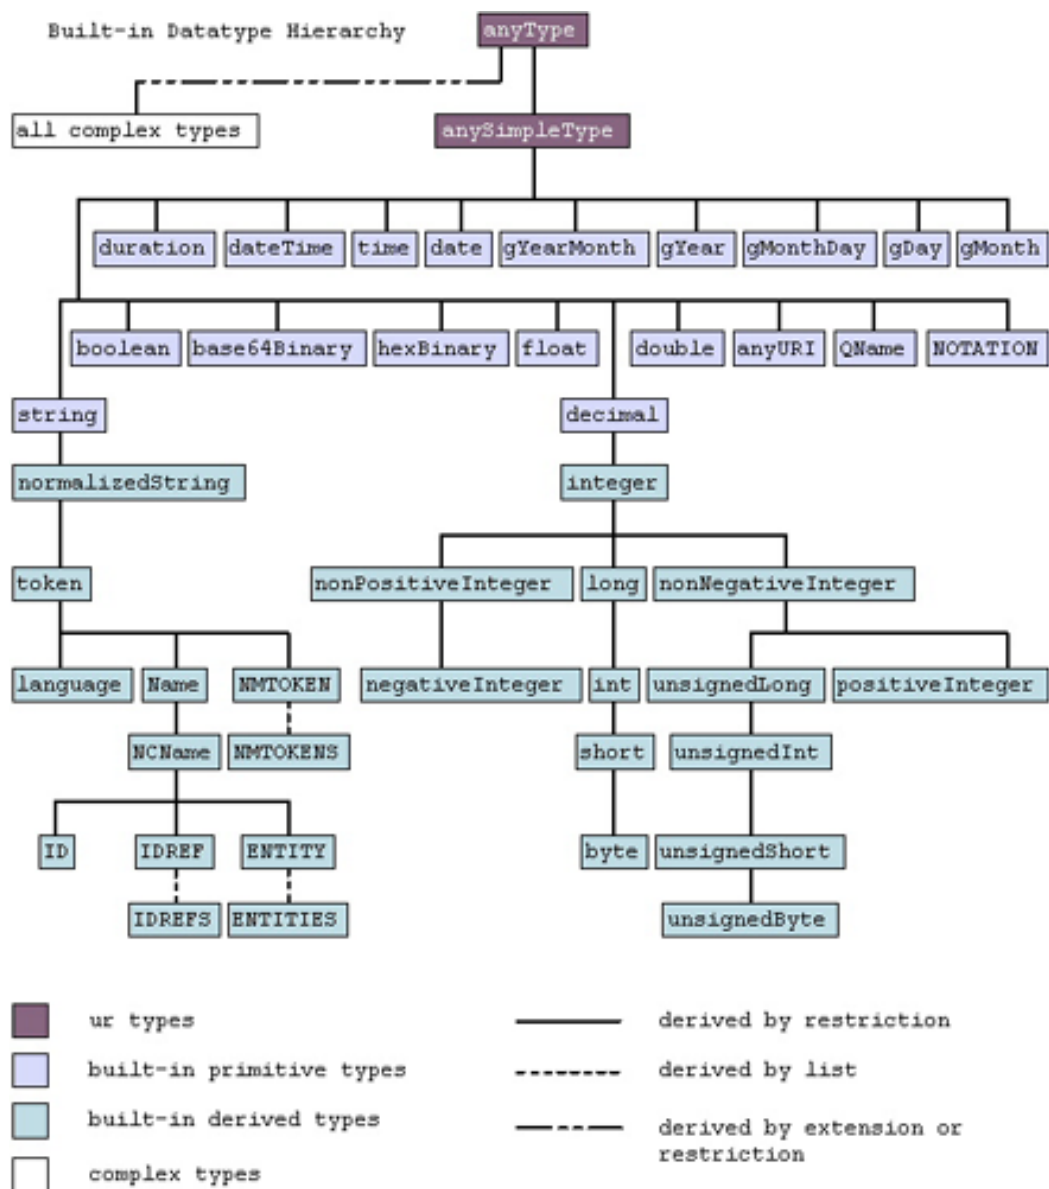 Built-in Datatype Hierarchy
anyType
all complex types
anySimpleType
duration
dateTime
time
date
gYearMonth
gYear
gMonthDay
gDay
gMonth
boolean
base64Binary
hexBinary
float
double
anyURI
QName
NOTATION
string
decimal
normalizedString
integer
token
nonPositiveInteger
long
nonNegativeInteger
language
Name
NMTOKEN
negativeInteger
int
unsignedLong
positiveInteger
NCName
NMTOKENS
short
unsignedInt
ID
IDREF
ENTITY
byte
unsignedShort
IDREFS
ENTITIES
unsignedByte
ur types
derived by restriction
built-in primitive types
derived by list
built-in derived types
derived by extension or
restriction
complex types